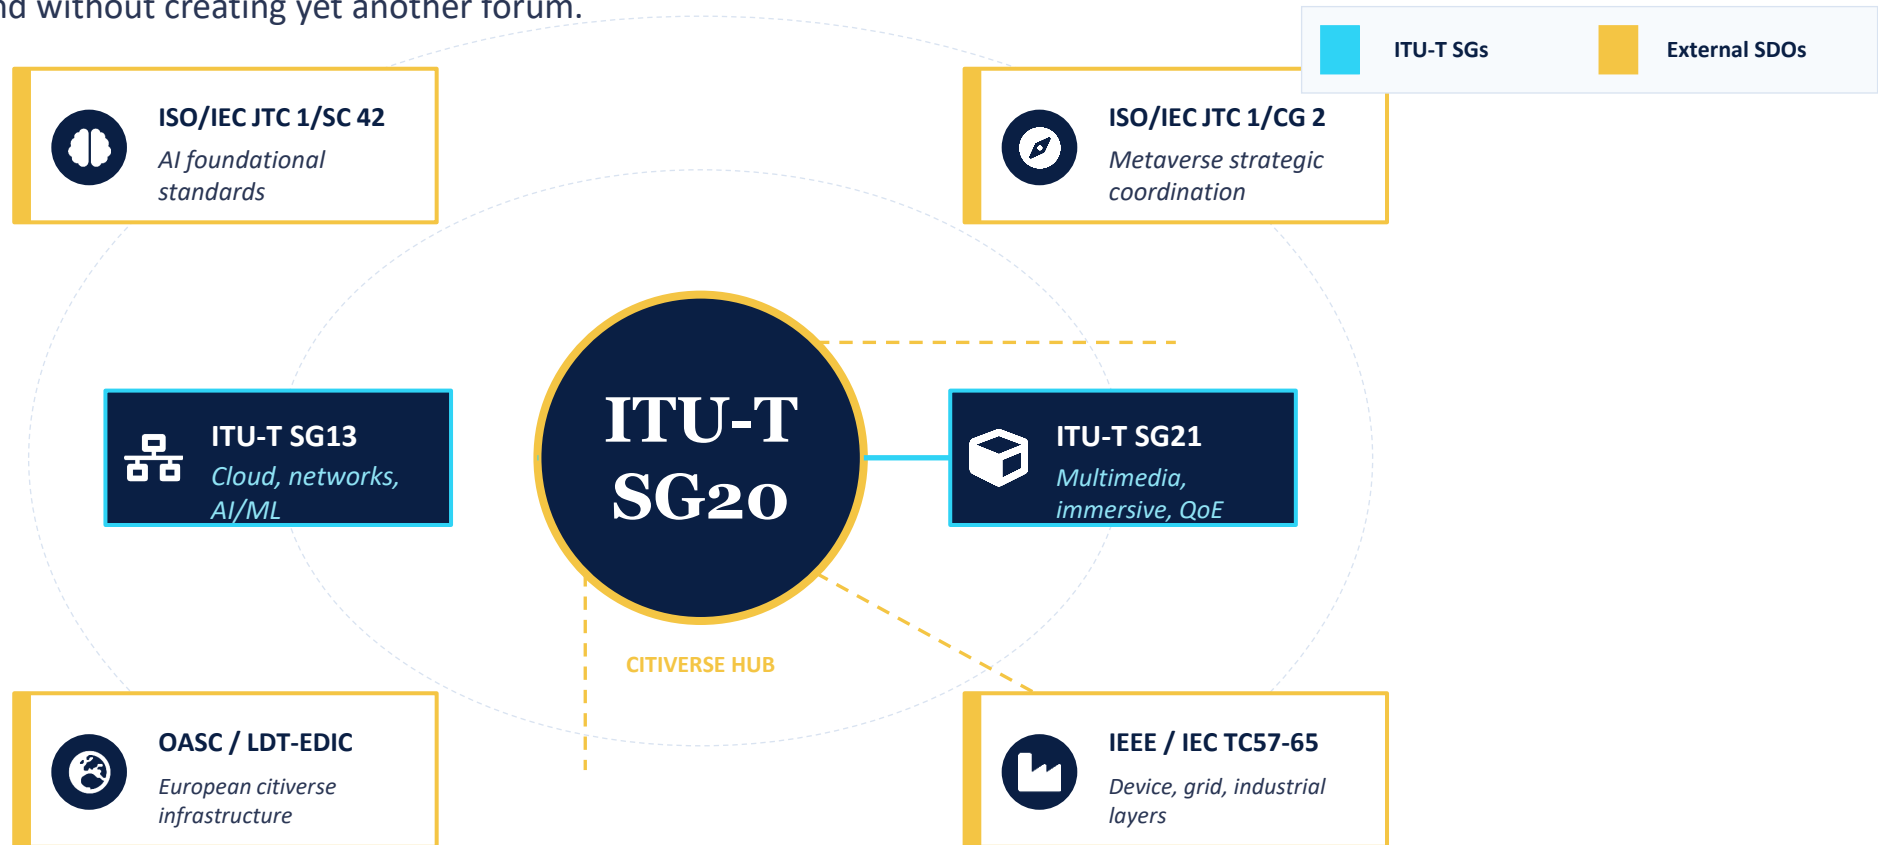 nd without creating yet another forum.
ITU-T SGs
External SDOs
ISO/IEC JTC 1/SC 42
AI foundational
standards
ISO/IEC JTC 1/CG 2
Metaverse strategic
coordination
ITU-T SG13
Cloud, networks,
AI/ML
ITU-T
SG20
ITU-T SG21
Multimedia,
immersive, QoE
CITIVERSE HUB
OASC / LDT-EDIC
European citiverse
infrastructure
IEEE / IEC TC57-65
Device, grid, industrial
layers